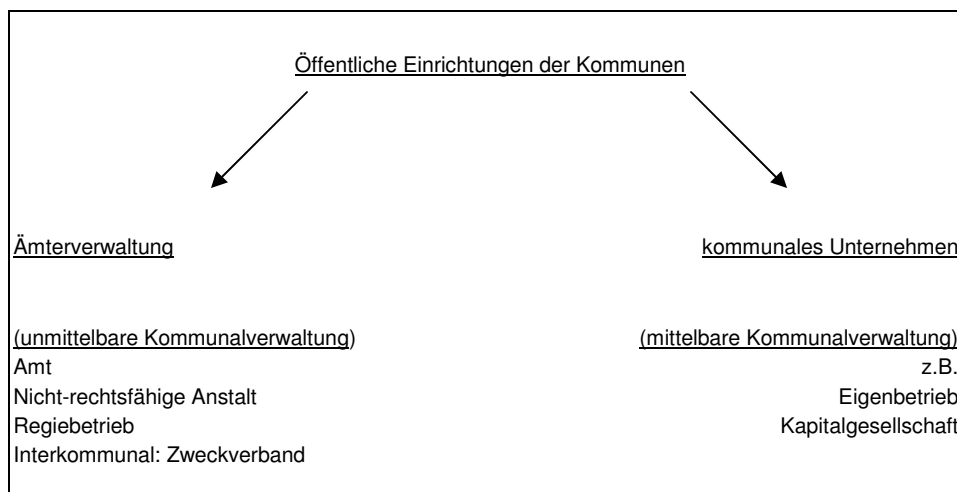 Öffentliche Einrichtungen der Kommunen
Ämterverwaltung
kommunales Unternehmen
(unmittelbare Kommunalverwaltung)
Amt
Nicht-rechtsfähige Anstalt
Regiebetrieb
Interkommunal: Zweckverband
(mittelbare Kommunalverwaltung)
z.B.
Eigenbetrieb
Kapitalgesellschaft